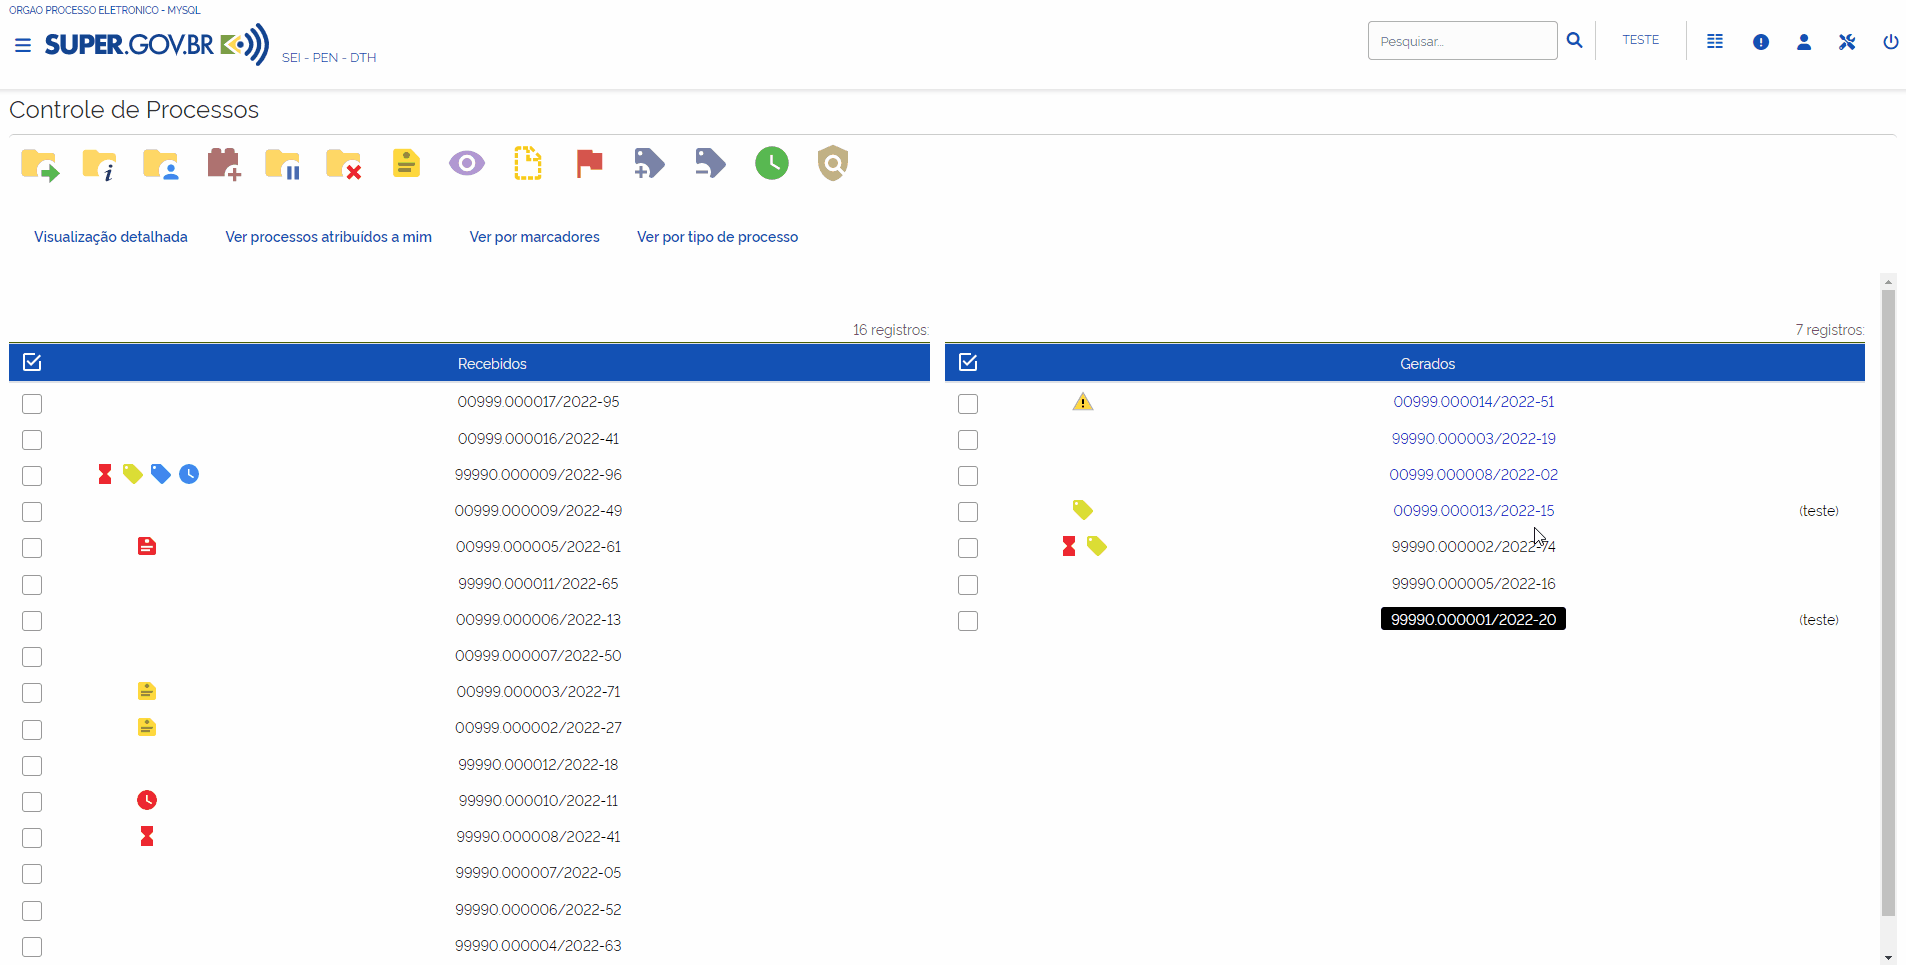 ORGAO PROCESSO ELETRONICO - MYSQL
SUPER.GOV.BR
SEI - PEN - DTH
Pesquisar...
TESTE
Controle de Processos
Visualização detalhada
Ver processos atribuídos a mim
Ver por marcadores
Ver por tipo de processo
16 registros:
Recebidos
00999.000017/2022-95
00999.000016/2022-41
99990.000009/2022-96
00999.000009/2022-49
00999.000005/2022-61
99990.000011/2022-65
00999.000006/2022-13
00999.000007/2022-50
00999.000003/2022-71
00999.000002/2022-27
99990.000012/2022-18
99990.000010/2022-11
99990.000008/2022-41
99990.000007/2022-05
99990.000006/2022-52
99990.000004/2022-63
7 registros:
Gerados
00999.000014/2022-51
99990.000003/2022-19
00999.000008/2022-02
00999.000013/2022-15 (teste)
99990.000002/2022-74
99990.000005/2022-16
99990.000001/2022-20 (teste)